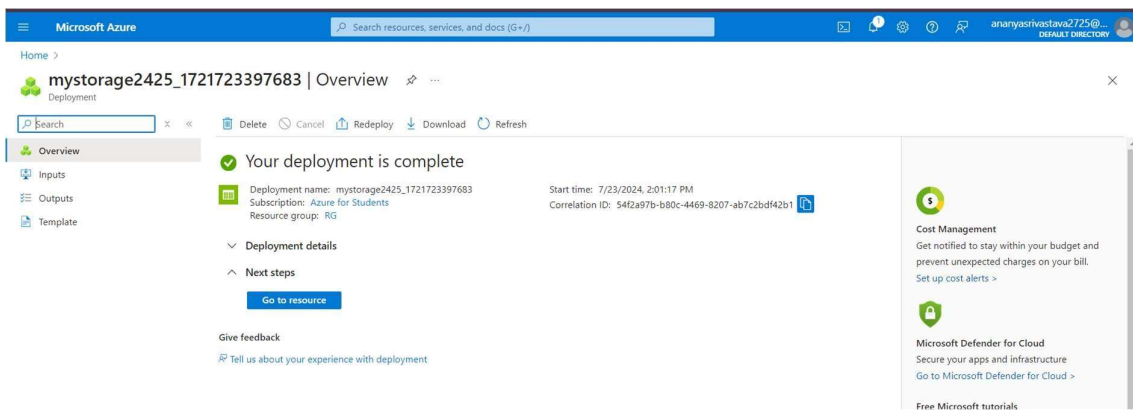 Microsoft Azure
Search resources, services, and docs (G+/)
1
ananyasrivastava2725@...
DEFAULT DIRECTORY
Home >
mystorage2425_1721723397683 | Overview
Deployment
Search
Delete Cancel Redeploy Download Refresh
Overview
Inputs
Outputs
Template
Your deployment is complete
Deployment name: mystorage2425_1721723397683
Subscription: Azure for Students
Resource group: RG
Start time: 7/23/2024, 2:01:17 PM
Correlation ID: 54f2a97b-b80c-4469-8207-ab7c2bdf42b1
Deployment details
Next steps
Go to resource
Give feedback
Tell us about your experience with deployment
$
Cost Management
Get notified to stay within your budget and
prevent unexpected charges on your bill.
Set up cost alerts >
Microsoft Defender for Cloud
Secure your apps and infrastructure
Go to Microsoft Defender for Cloud >
Free Microsoft tutorials